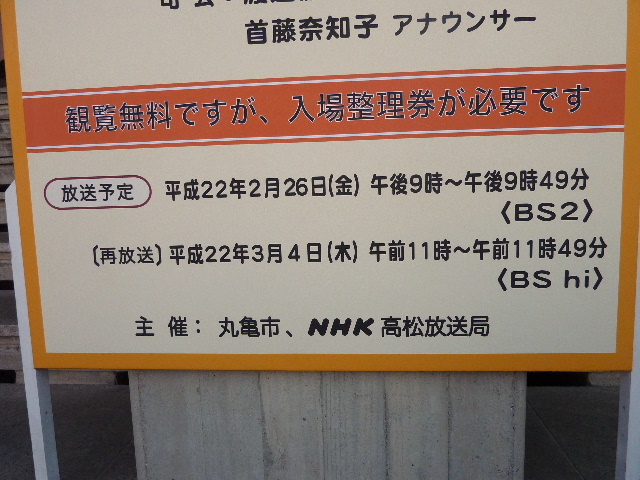 首藤奈知子 アナウンサー
観覧無料ですが、入場整理券が必要です
放送予定 平成22年2月26日(金) 午後9時～午後9時49分
〈BS2〉
〔再放送〕平成22年3月4日(木) 午前11時～午前11時49分
〈BS hi〉
主 催： 丸亀市、NHK 高松放送局